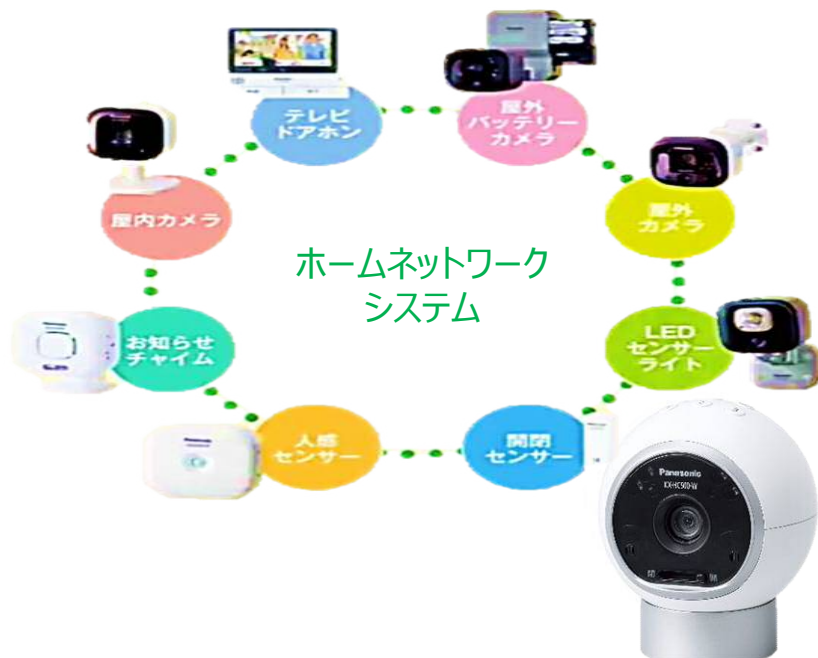 テレビ
ドアホン
屋外
バッテリー
カメラ
屋内カメラ
屋外
カメラ
ホームネットワーク
システム
お知らせ
チャイム
LED
センサー
ライト
人感
センサー
開閉
センサー
Panasonic